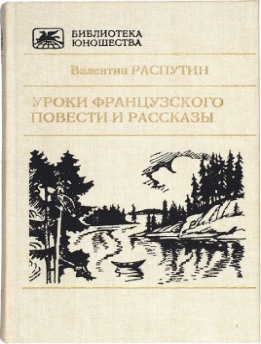 БИБЛИОТЕКА
ЮНОШЕСТВА
Валентин РАСПУТИН
УРОКИ ФРАНЦУЗСКОГО
ПОВЕСТИ И РАССКАЗЫ